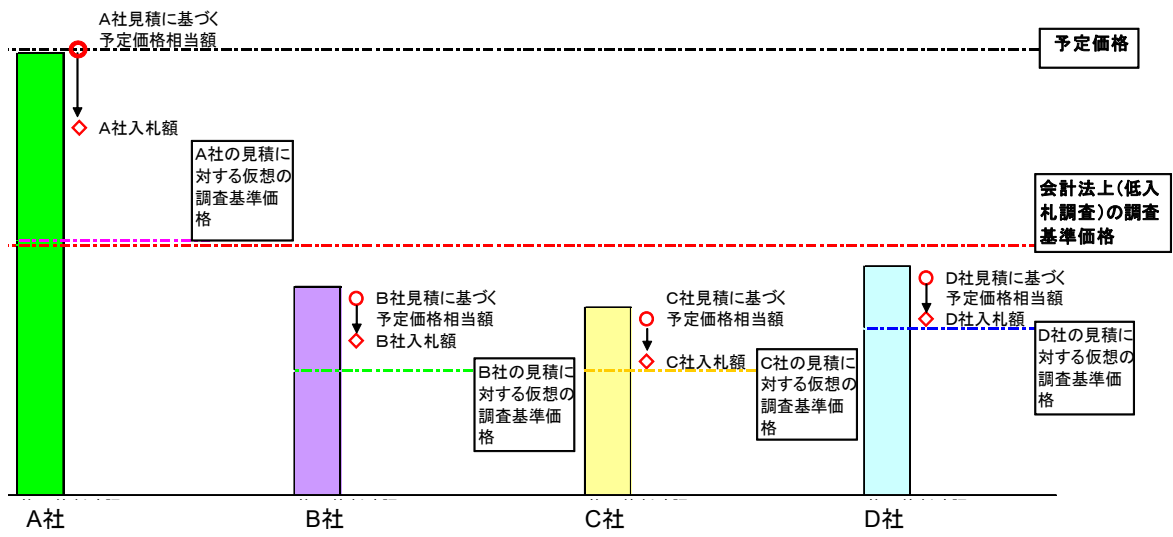 A社見積に基づく
予定価格相当額
予定価格
A社入札額
A社の見積に
対する仮想の
調査基準価
格
会計法上(低入
札調査)の調査
基準価格
B社見積に基づく
予定価格相当額
B社入札額
B社の見積に
対する仮想の
調査基準価
格
C社見積に基づく
予定価格相当額
C社入札額
C社の見積に
対する仮想の
調査基準価
格
D社見積に基づく
予定価格相当額
D社入札額
D社の見積に
対する仮想の
調査基準価
格
A社
B社
C社
D社